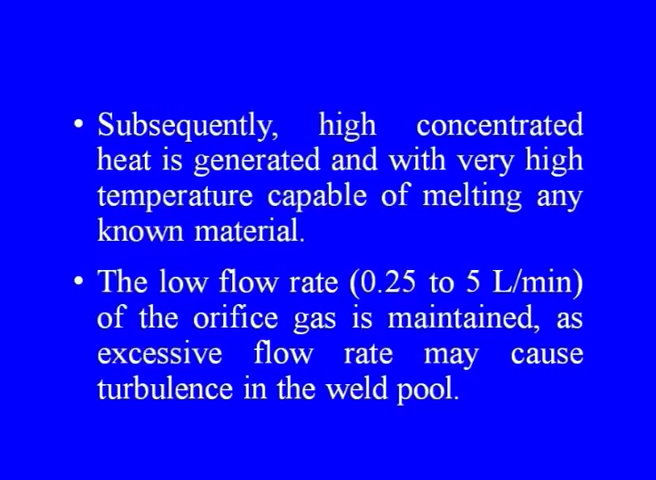 • Subsequently, high concentrated
heat is generated and with very high
temperature capable of melting any
known material.
• The low flow rate (0.25 to 5 L/min)
of the orifice gas is maintained, as
excessive flow rate may cause
turbulence in the weld pool.